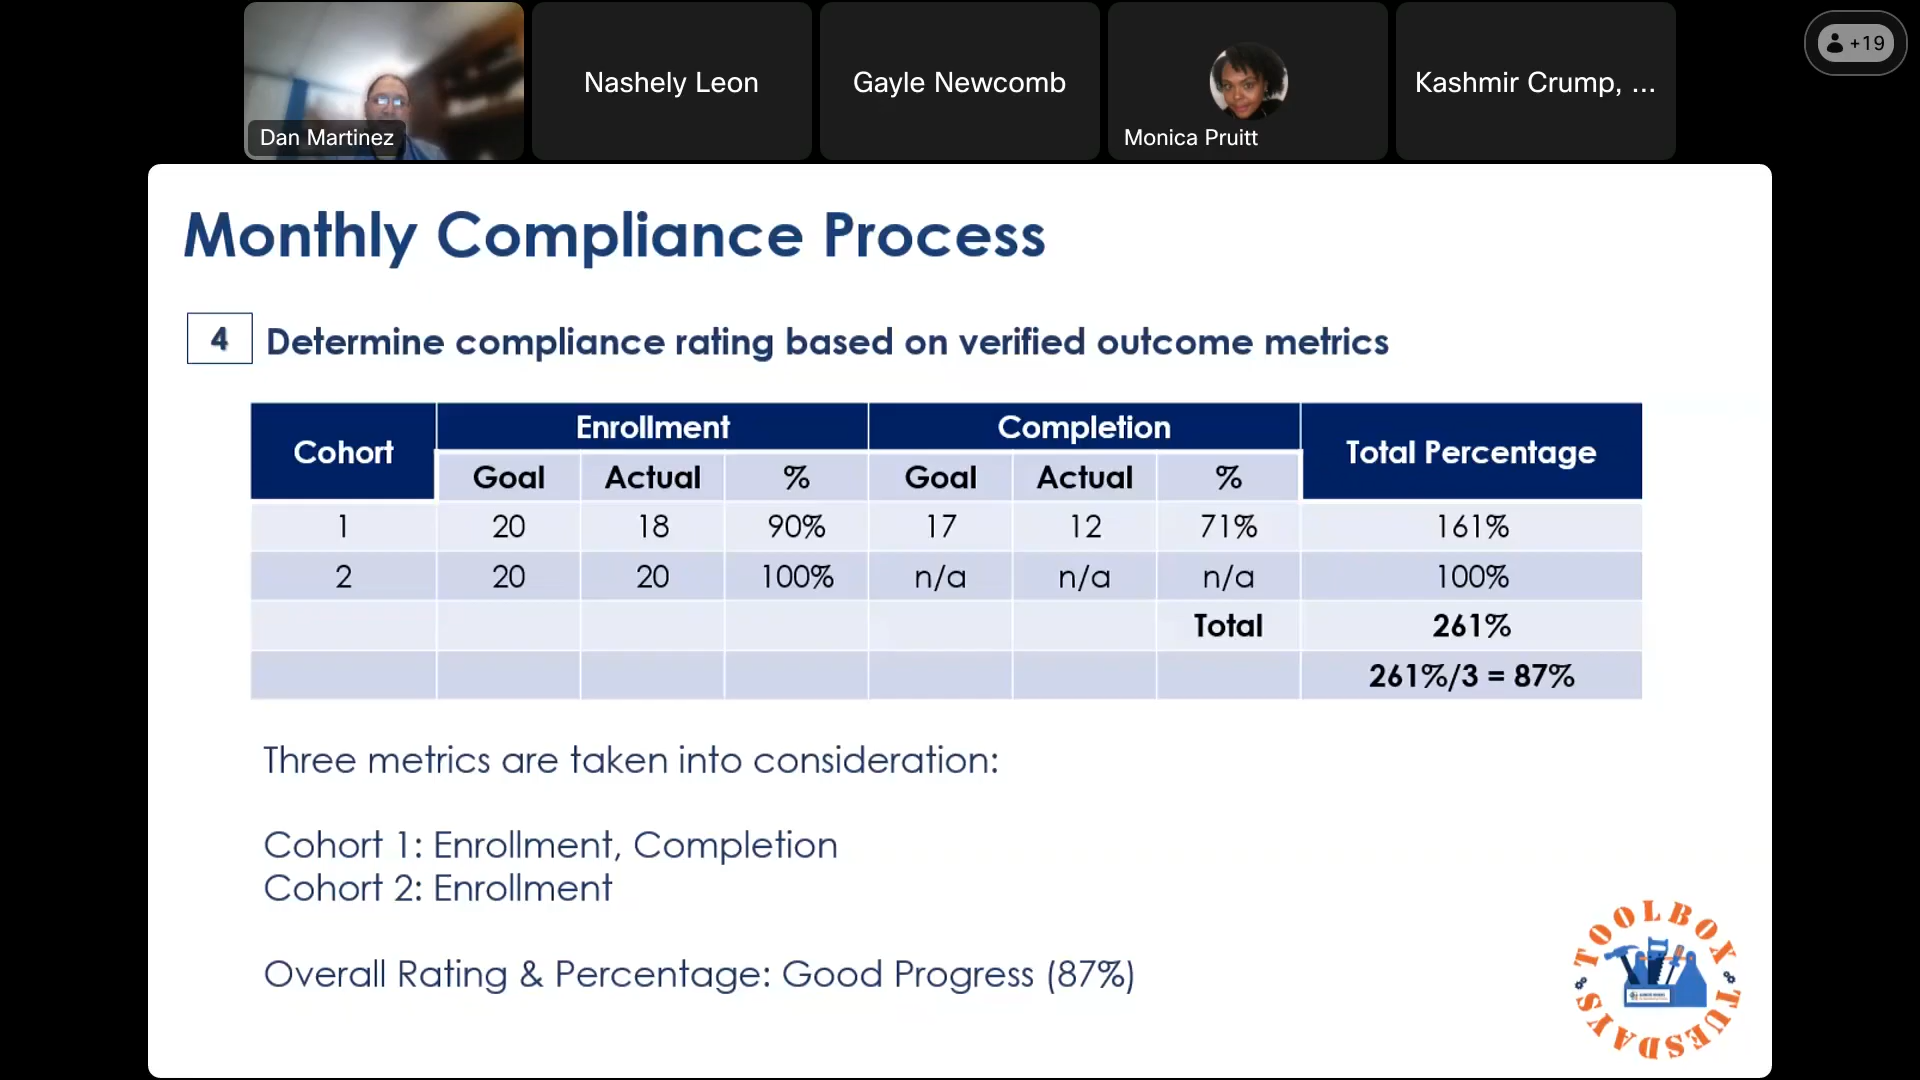 Dan Martinez
Nashely Leon
Gayle Newcomb
Monica Pruitt
Kashmir Crump, ...
+19
Monthly Compliance Process
4 Determine compliance rating based on verified outcome metrics
Cohort Enrollment Completion Total Percentage
Goal Actual % Goal Actual %
1 20 18 90% 17 12 71% 161%
2 20 20 100% n/a n/a n/a 100%
Total 261%
261%/3 = 87%
Three metrics are taken into consideration:
Cohort 1: Enrollment, Completion
Cohort 2: Enrollment
Overall Rating & Percentage: Good Progress (87%)
TOOLBOX
TUESDAYS